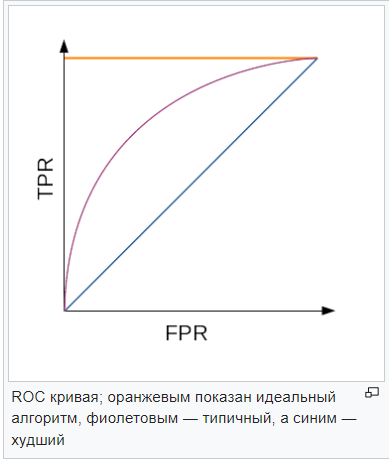 TPR
FPR
ROC кривая; оранжевым показан идеальный
алгоритм, фиолетовым — типичный, а синим —
худший